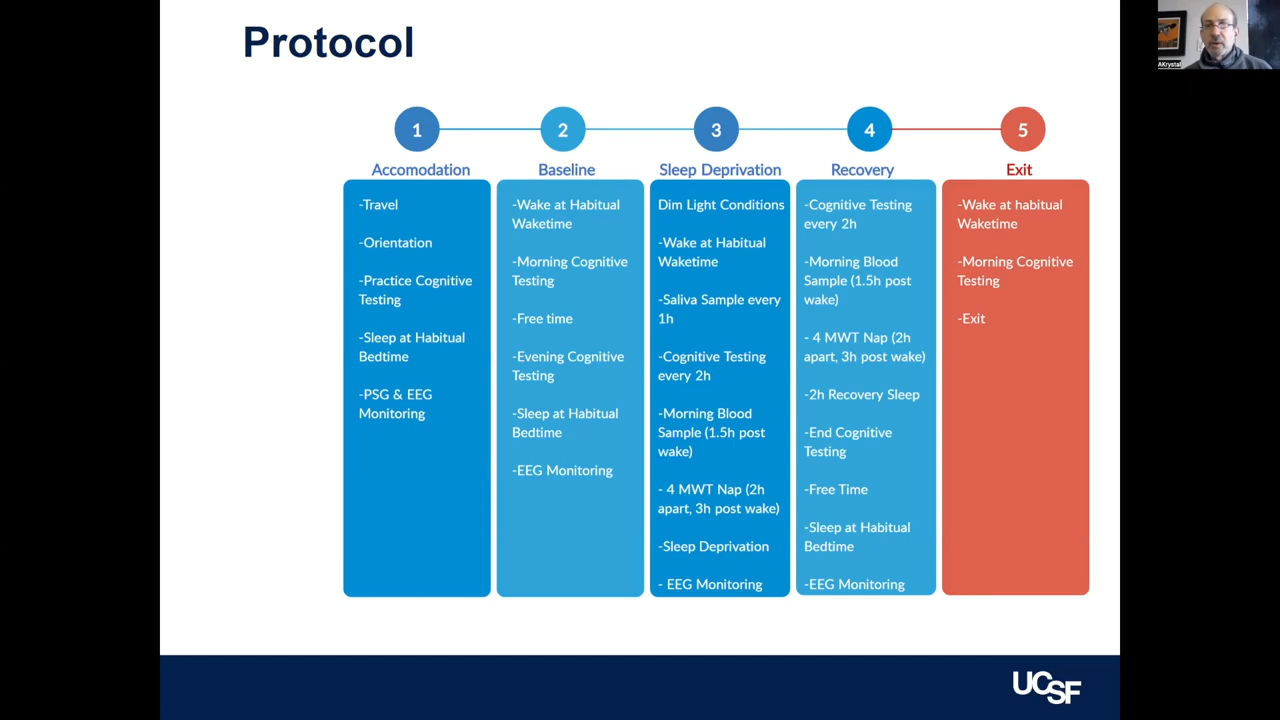 Protocol
1
2
3
4
5
Accomodation
Baseline
Sleep Deprivation
Recovery
Exit
-Travel
-Orientation
-Practice Cognitive
Testing
-Sleep at Habitual
Bedtime
-PSG & EEG
Monitoring
-Wake at Habitual
Waketime
-Morning Cognitive
Testing
-Free time
-Evening Cognitive
Testing
-Sleep at Habitual
Bedtime
-EEG Monitoring
Dim Light Conditions
-Wake at Habitual
Waketime
-Saliva Sample every
1h
-Cognitive Testing
every 2h
-Morning Blood
Sample (1.5h post
wake)
- 4 MWT Nap (2h
apart, 3h post wake)
-Sleep Deprivation
- EEG Monitoring
-Cognitive Testing
every 2h
-Morning Blood
Sample (1.5h post
wake)
- 4 MWT Nap (2h
apart, 3h post wake)
-2h Recovery Sleep
-End Cognitive
Testing
-Free Time
-Sleep at Habitual
Bedtime
-EEG Monitoring
-Wake at habitual
Waketime
-Morning Cognitive
Testing
-Exit
UCSF
AKrystal